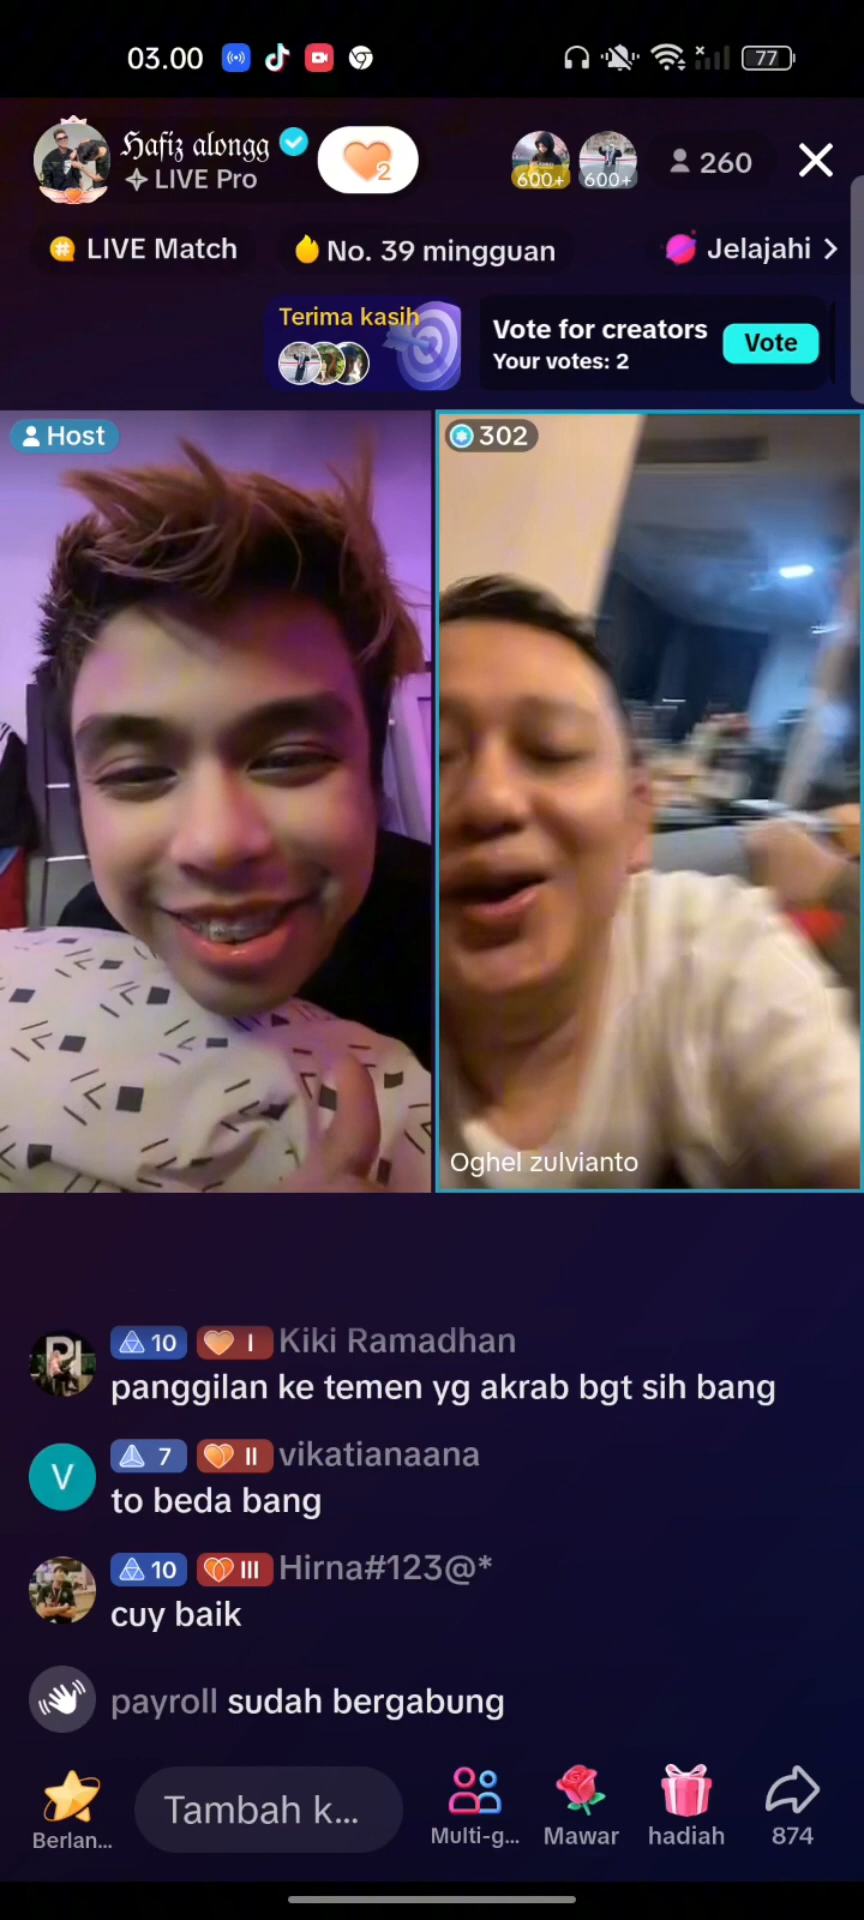 03.00
77
Hafiz alongg
LIVE Pro
2
600+
600+
260
LIVE Match
No. 39 mingguan
Jelajahi
Terima kasih
Vote for creators
Your votes: 2
Vote
Host
302
Oghel zulvianto
10 I Kiki Ramadhan
panggilan ke temen yg akrab bgt sih bang
V
7 II vikatianaana
to beda bang
10 III Hirna#123@*
cuy baik
payroll sudah bergabung
Berlan...
Tambah k...
Multi-g...
Mawar
hadiah
874